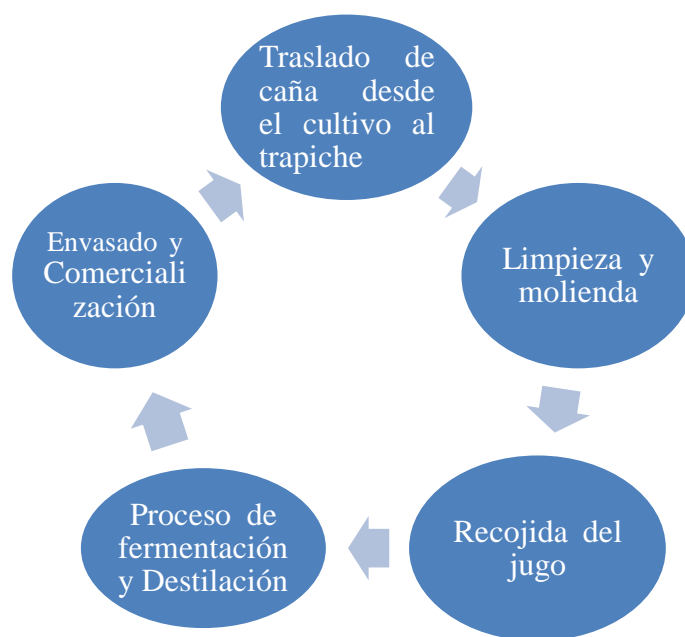 Traslado de
caña desde
el cultivo al
trapiche
Limpieza y
molienda
Recojida del
jugo
Proceso de
fermentación
y Destilación
Envasado y
Comerciali
zación